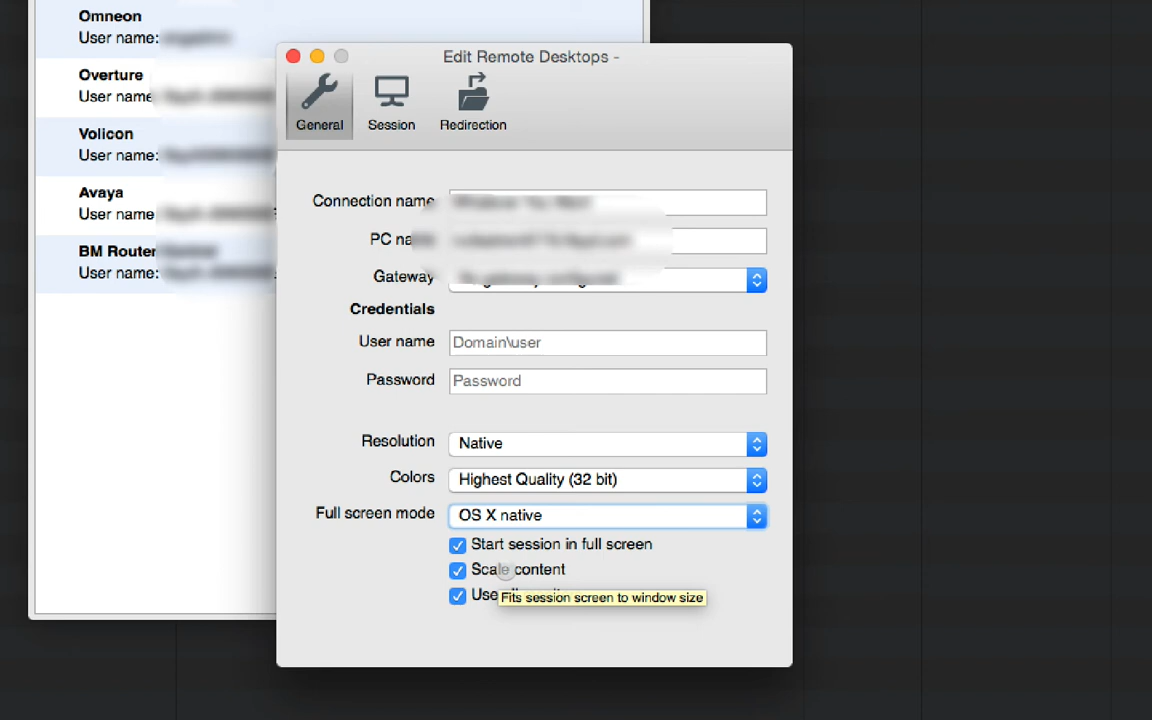 Omneon
User name:
Overture
User name
Volicon
User name:
Avaya
User name
BM Router
User name:
Edit Remote Desktops -
General
Session
Redirection
Connection name
PC
Gateway
Credentials
User name
Domain\user
Password
Password
Resolution
Native
Colors
Highest Quality (32 bit)
Full screen mode
OS X native
Start session in full screen
Scale content
Use
Fits session screen to window size